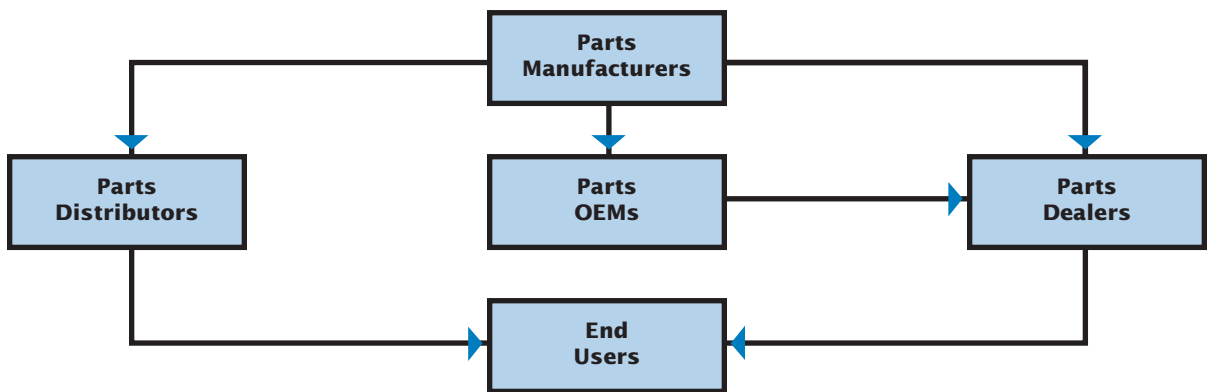 Parts
Manufacturers
Parts
Distributors
Parts
OEMs
Parts
Dealers
End
Users